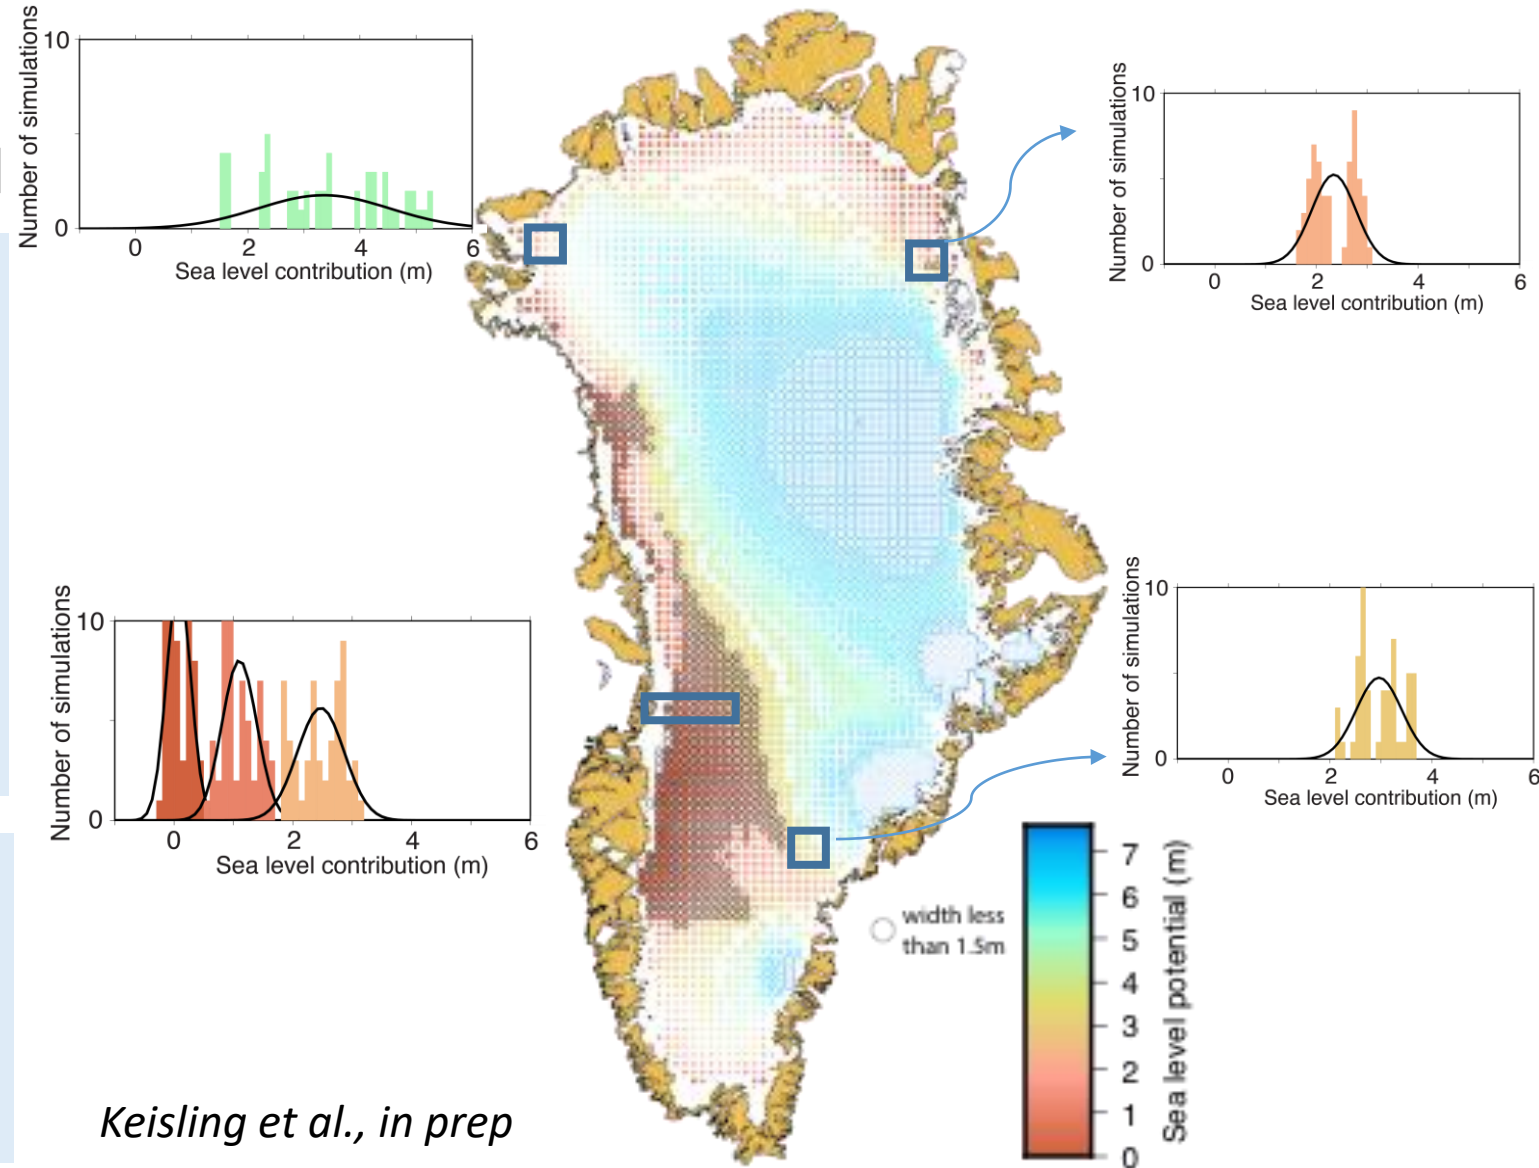 Number of simulations
10
0
0 2 4 6
Sea level contribution (m)
Number of simulations
10
0
0 2 4 6
Sea level contribution (m)
Number of simulations
10
0
0 2 4 6
Sea level contribution (m)
Number of simulations
10
0
0 2 4 6
Sea level contribution (m)
width less
than 1.5m
7
6
5
4
3
2
1
0
Sea level potential (m)
Keisling et al., in prep